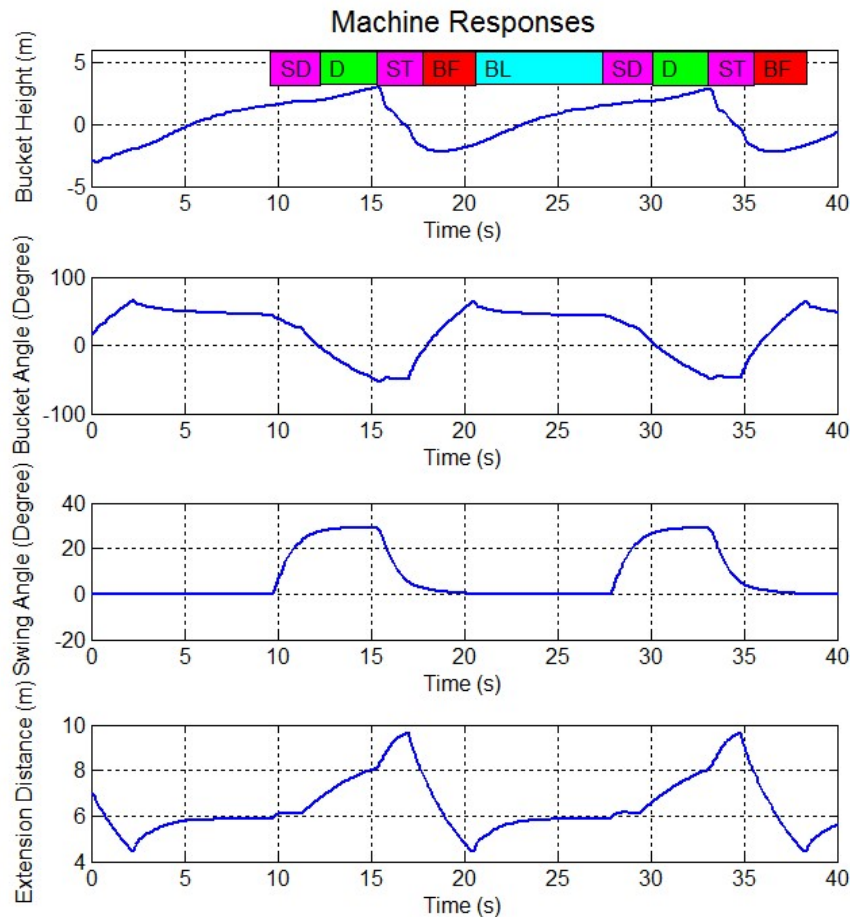 Machine Responses
Bucket Height (m)
5
0
-5
SD D ST BF BL SD D ST BF
0 5 10 15 20 25 30 35 40
Time (s)
Bucket Angle (Degree)
100
0
-100
0 5 10 15 20 25 30 35 40
Time (s)
Swing Angle (Degree)
40
20
0
-20
0 5 10 15 20 25 30 35 40
Time (s)
Extension Distance (m)
10
8
6
4
0 5 10 15 20 25 30 35 40
Time (s)